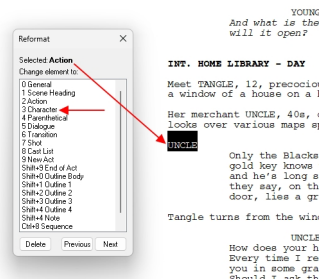 Reformat
Selected: Action
Change element to:
0 General
1 Scene Heading
2 Action
3 Character
4 Parenthetical
5 Dialogue
6 Transition
7 Shot
8 Cast List
9 New Act
Shift+9 End of Act
Shift+0 Outline Body
Shift+1 Outline 1
Shift+2 Outline 2
Shift+3 Outline 3
Shift+4 Outline 4
Shift+4 Note
Ctrl+8 Sequence
Delete Previous Next
YOUNG
And what is the
will it open?
INT. HOME LIBRARY - DAY
Meet TANGLE, 12, precocious
a window of a house on a
Her merchant UNCLE, 40s,
looks over various maps
UNCLE
Only the Blacks
gold key knows
and he's long
they say, on th
door, lies a gr
Tangle turns from the wind
UNCLE
How does your h
Every time I re
you in some gra